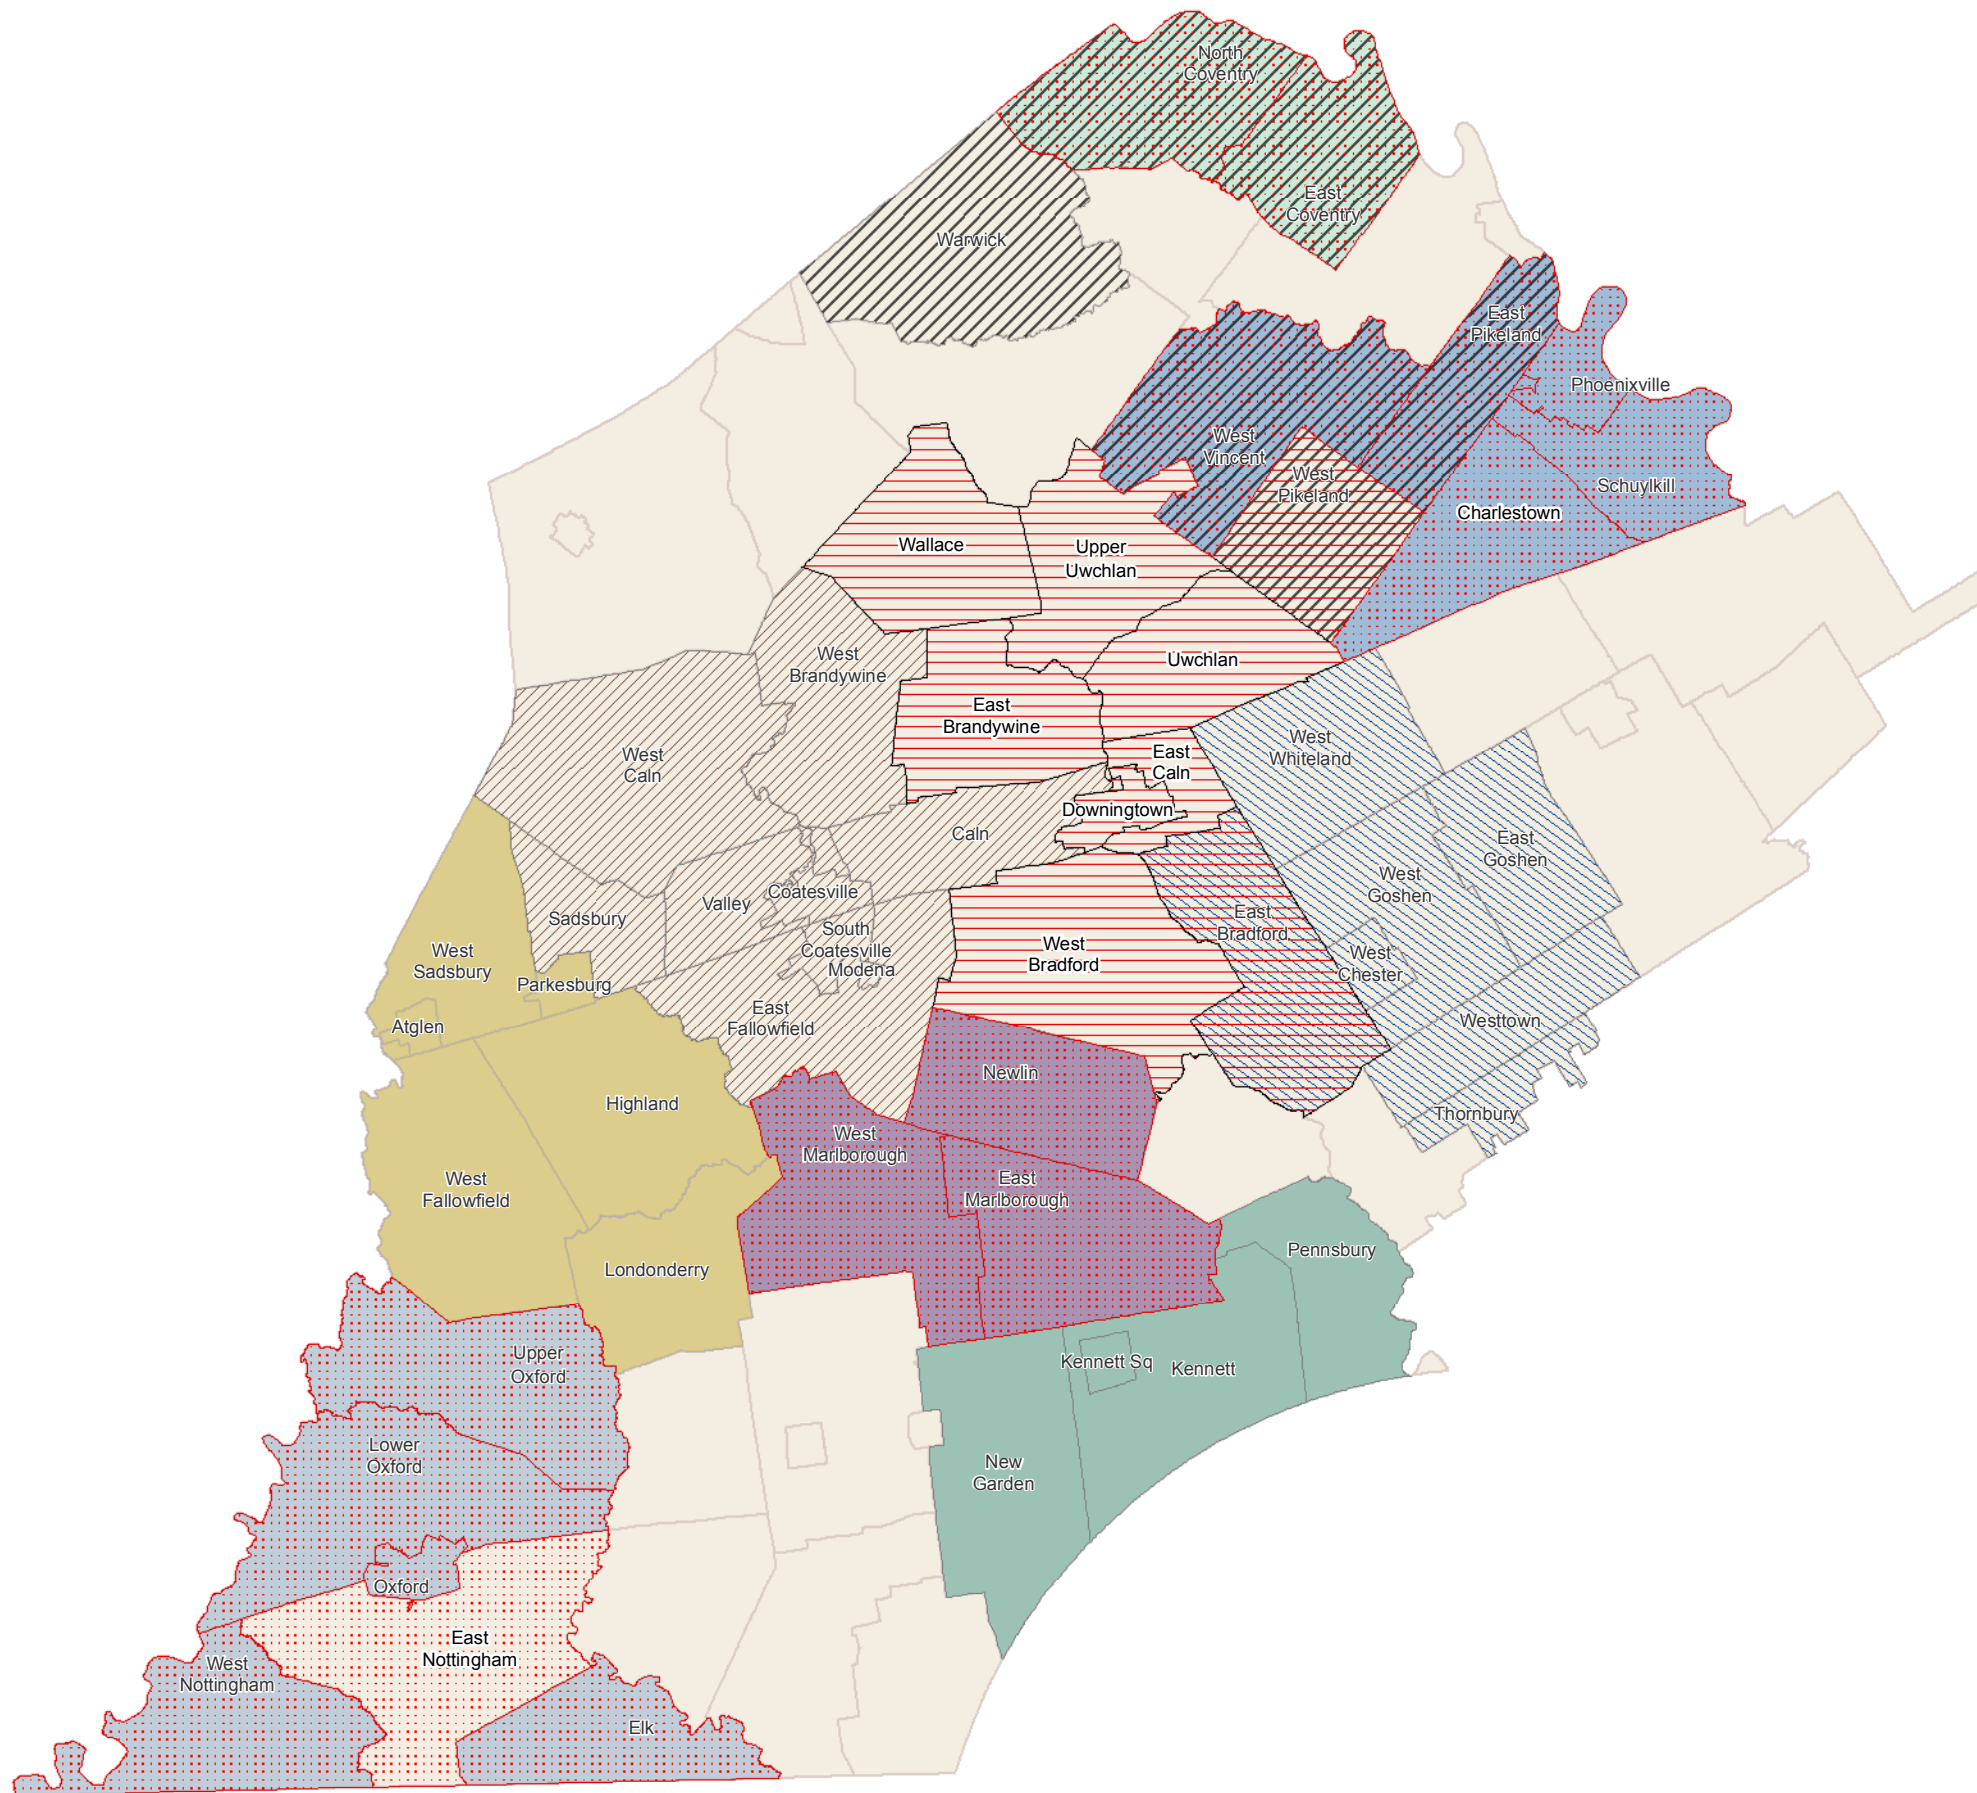 North
Coventry
East
Coventry
Warwick
East
Pikeland
Phoenixville
West
Vincent
West
Pikeland
Schuylkill
Charlestown
Wallace
Upper
Uwchlan
Uwchlan
West
Brandywine
East
Brandywine
West
Whiteland
West
Caln
East
Caln
Downingtown
Caln
East
Goshen
West
Goshen
Coatesville
Valley
Sadsbury
East
Bradford
South
Coatesville
Modena
West
Bradford
West
Chester
West
Sadsbury
Parkesburg
Atglen
East
Fallowfield
Westtown
Newlin
Highland
Thornbury
West
Marlborough
West
Fallowfield
East
Marlborough
Pennsbury
Londonderry
Upper
Oxford
Kennett Sq
Kennett
Lower
Oxford
New
Garden
Oxford
East
Nottingham
West
Nottingham
Elk